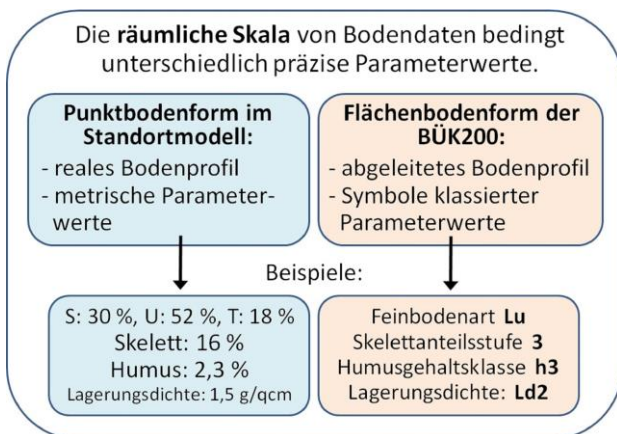 Die räumliche Skala von Bodendaten bedingt
unterschiedlich präzise Parameterwerte.
Punktbodenform im
Standortmodell:
- reales Bodenprofil
- metrische Parameter-
werte
Flächenbodenform der
BÜK200:
- abgeleitetes Bodenprofil
- Symbole klassierter
Parameterwerte
Beispiele:
S: 30 %, U: 52 %, T: 18 %
Skelett: 16 %
Humus: 2,3 %
Lagerungsdichte: 1,5 g/qcm
Feinbodenart Lu
Skelettanteilsstufe 3
Humusgehaltsklasse h3
Lagerungsdichte: Ld2